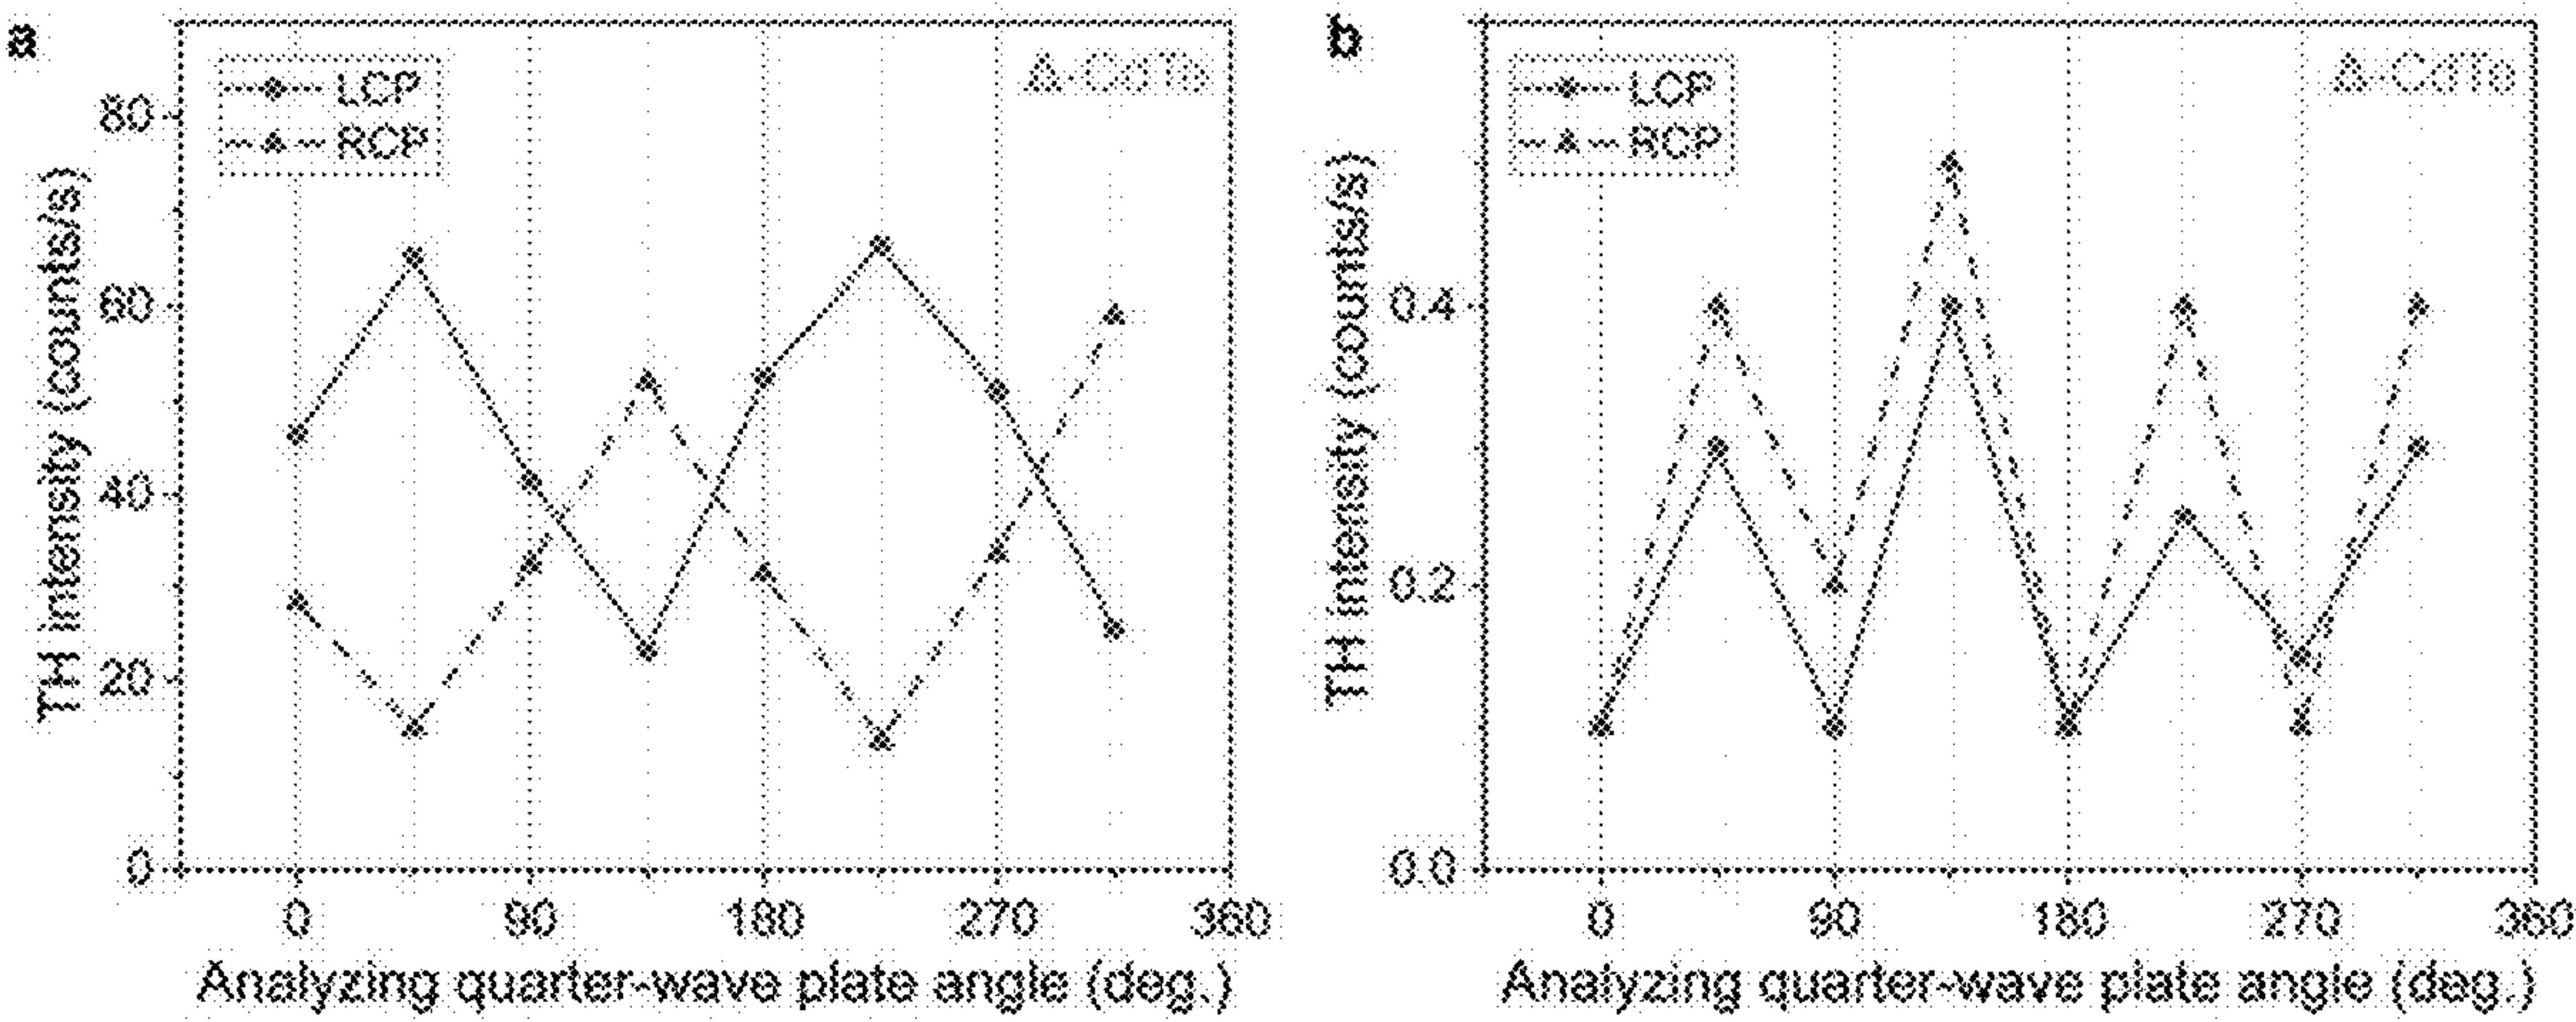 a
LCP
RCP
Δ-CdTe
80
60
40
20
0
TH intensity (counts/s)
0 90 180 270 360
Analyzing quarter-wave plate angle (deg.)
b
LCP
RCP
Δ-CdTe
0.4
0.2
0.0
TH intensity (counts/s)
0 90 180 270 360
Analyzing quarter-wave plate angle (deg.)